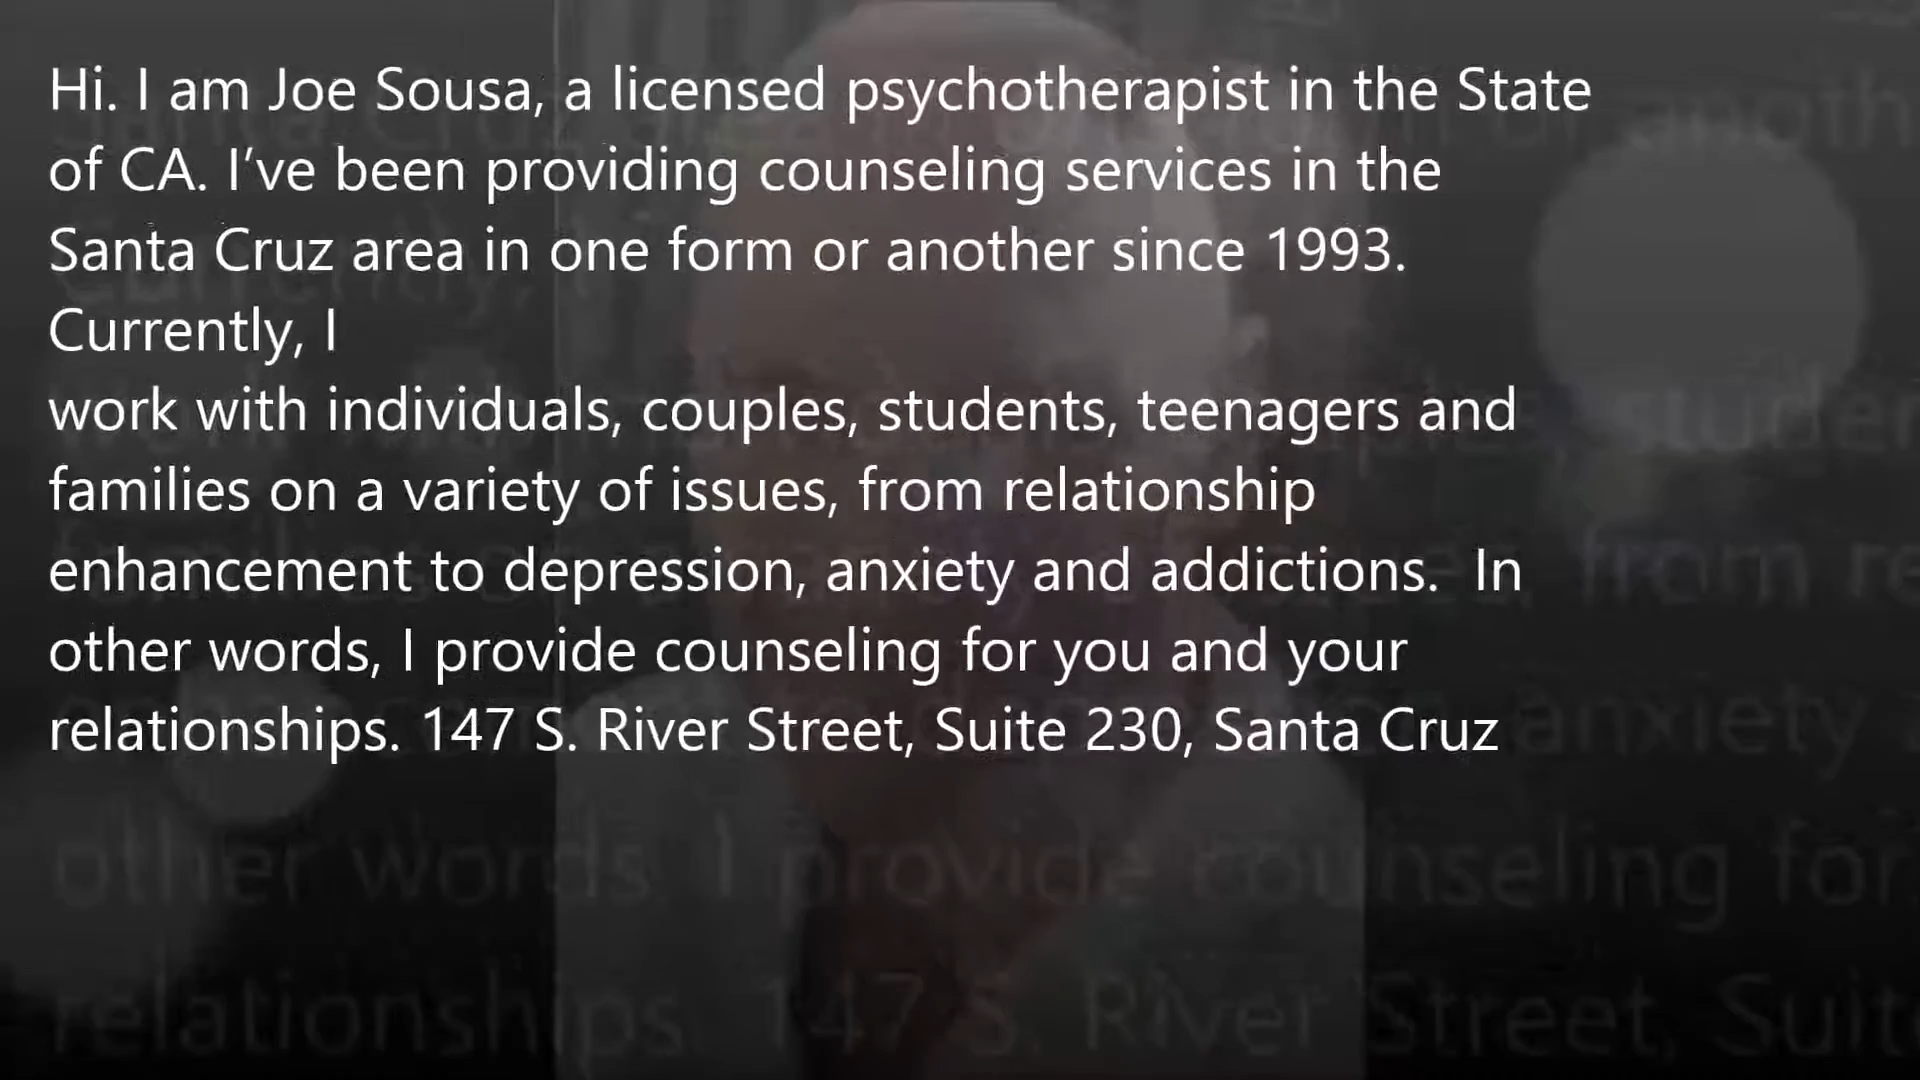 Hi. I am Joe Sousa, a licensed psychotherapist in the State
of CA. I’ve been providing counseling services in the
Santa Cruz area in one form or another since 1993.
Currently, I
work with individuals, couples, students, teenagers and
families on a variety of issues, from relationship
enhancement to depression, anxiety and addictions.  In
other words, I provide counseling for you and your
relationships. 147 S. River Street, Suite 230, Santa Cruz